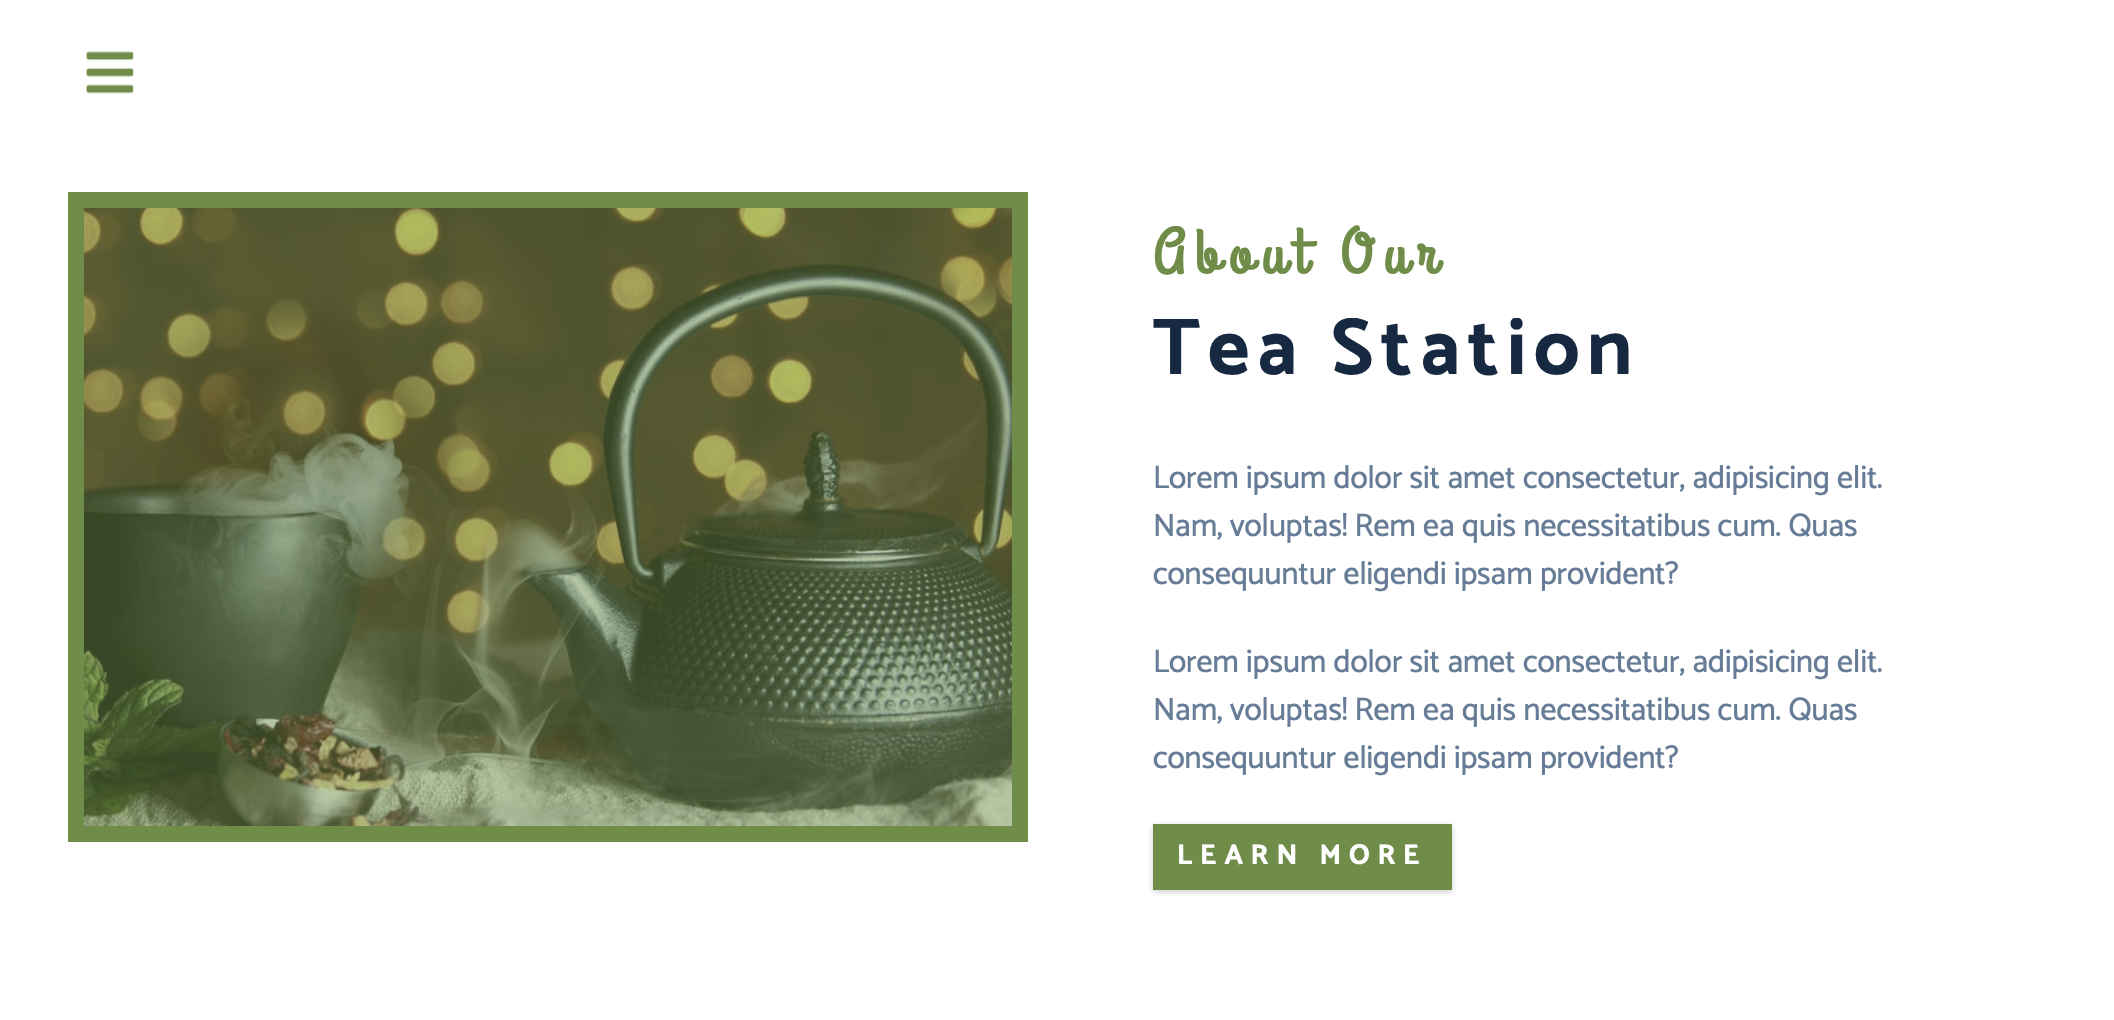 About Our
Tea Station
Lorem ipsum dolor sit amet consectetur, adipisicing elit.
Nam, voluptas! Rem ea quis necessitatibus cum. Quas
consequuntur eligendi ipsam provident?
Lorem ipsum dolor sit amet consectetur, adipisicing elit.
Nam, voluptas! Rem ea quis necessitatibus cum. Quas
consequuntur eligendi ipsam provident?
LEARN MORE